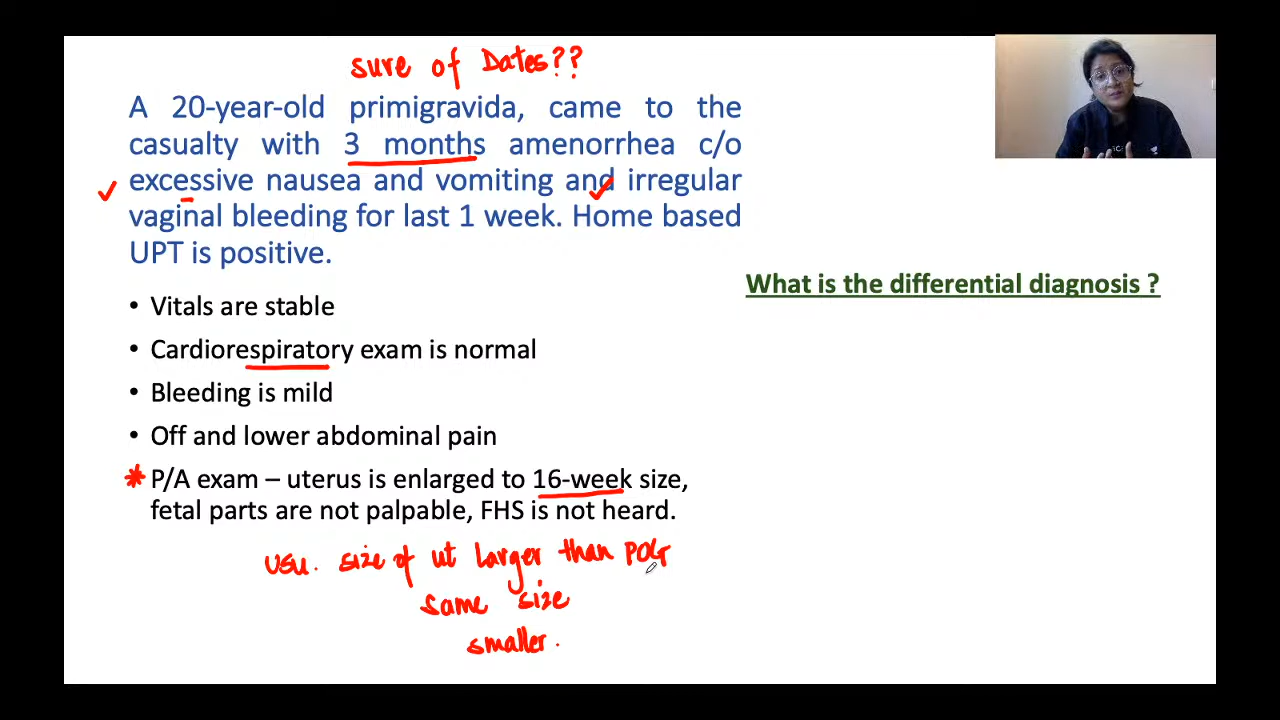 sure of Dates??
A 20-year-old primigravida, came to the
casualty with 3 months amenorrhea c/o
excessive nausea and vomiting and irregular
vaginal bleeding for last 1 week. Home based
UPT is positive.
What is the differential diagnosis ?
• Vitals are stable
• Cardiorespiratory exam is normal
• Bleeding is mild
• Off and lower abdominal pain
* P/A exam – uterus is enlarged to 16-week size,
fetal parts are not palpable, FHS is not heard.
usu. size of ut larger than POG
same size
smaller.